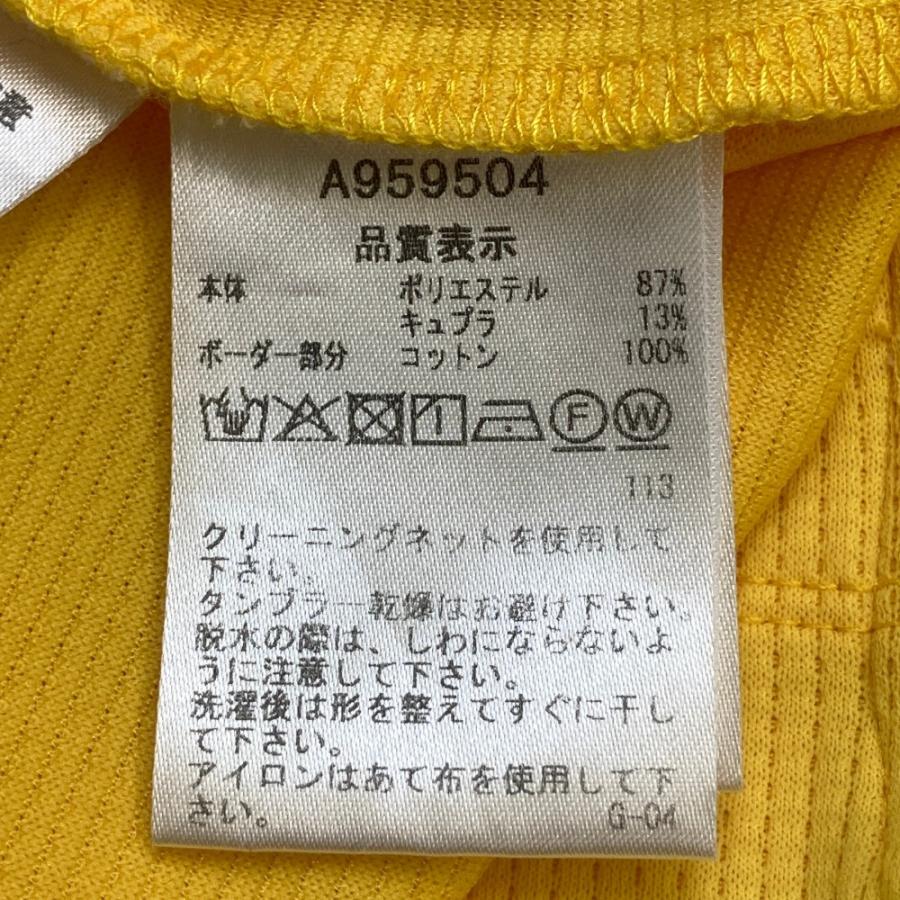 A959504
品質表示
本体 ポリエステル 87%
キュプラ 13%
ボーダー部分 コットン 100%
F W
113
クリーニングネットを使用して
下さい。
タンブラー乾燥はお避け下さい。
脱水の際は、しわにならないよ
うに注意して下さい。
洗濯後は形を整えてすぐに干し
て下さい。
アイロンはあて布を使用して下
さい。 G-04